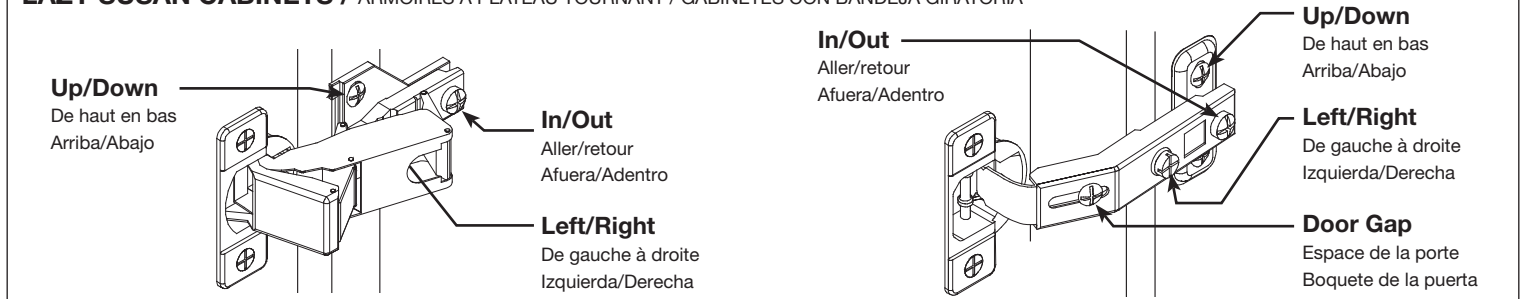 LAZY SUSAN CABINETS / ARMOIRES À PLATEAU TOURNANT / GABINETES CON BANDEJA GIRATORIA
Up/Down
De haut en bas
Arriba/Abajo
In/Out
Aller/retour
Afuera/Adentro
Left/Right
De gauche à droite
Izquierda/Derecha
In/Out
Aller/retour
Afuera/Adentro
Up/Down
De haut en bas
Arriba/Abajo
Left/Right
De gauche à droite
Izquierda/Derecha
Door Gap
Espace de la porte
Boquete de la puerta